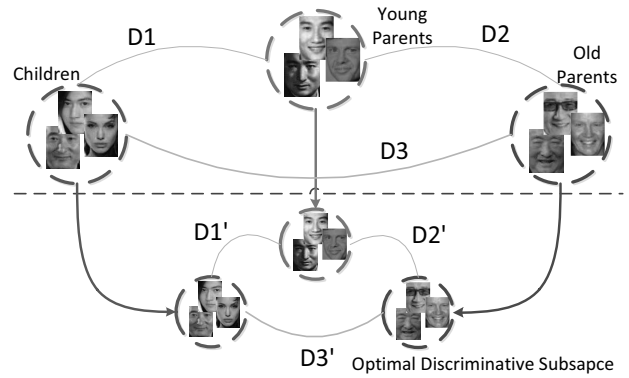 Young
Parents
D1
D2
Old
Parents
Children
D3
D1'
D2'
D3'
Optimal Discriminative Subsapce